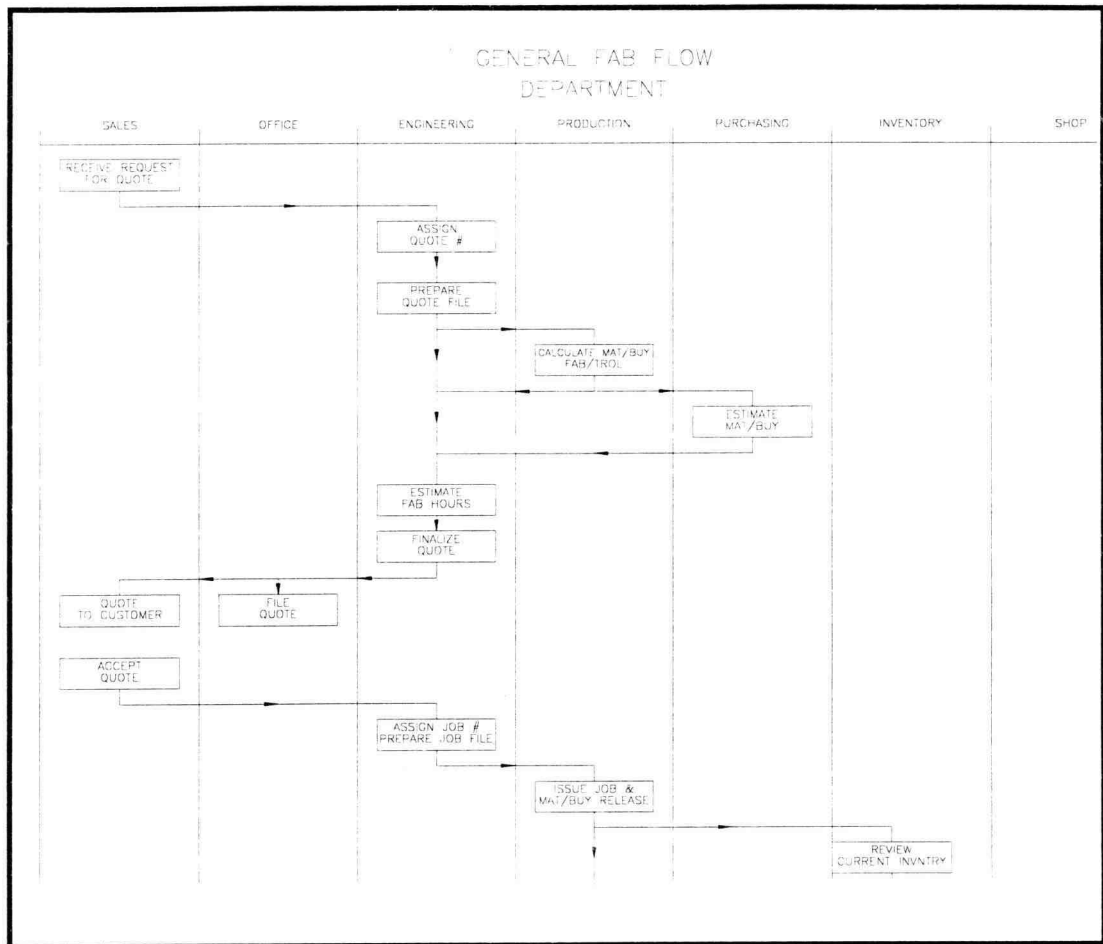 GENERAL FAB FLOW
DEPARTMENT
SALES
OFFICE
ENGINEERING
PRODUCTION
PURCHASING
INVENTORY
SHOP
RECEIVE REQUEST
FOR QUOTE
ASSIGN
QUOTE #
PREPARE
QUOTE FILE
CALCULATE MAT/BUY
FAB/TROL
ESTIMATE
MAT/BUY
ESTIMATE
FAB HOURS
FINALIZE
QUOTE
QUOTE
TO CUSTOMER
FILE
QUOTE
ACCEPT
QUOTE
ASSIGN JOB #
PREPARE JOB FILE
ISSUE JOB &
MAT/BUY RELEASE
REVIEW
CURRENT INVNTRY